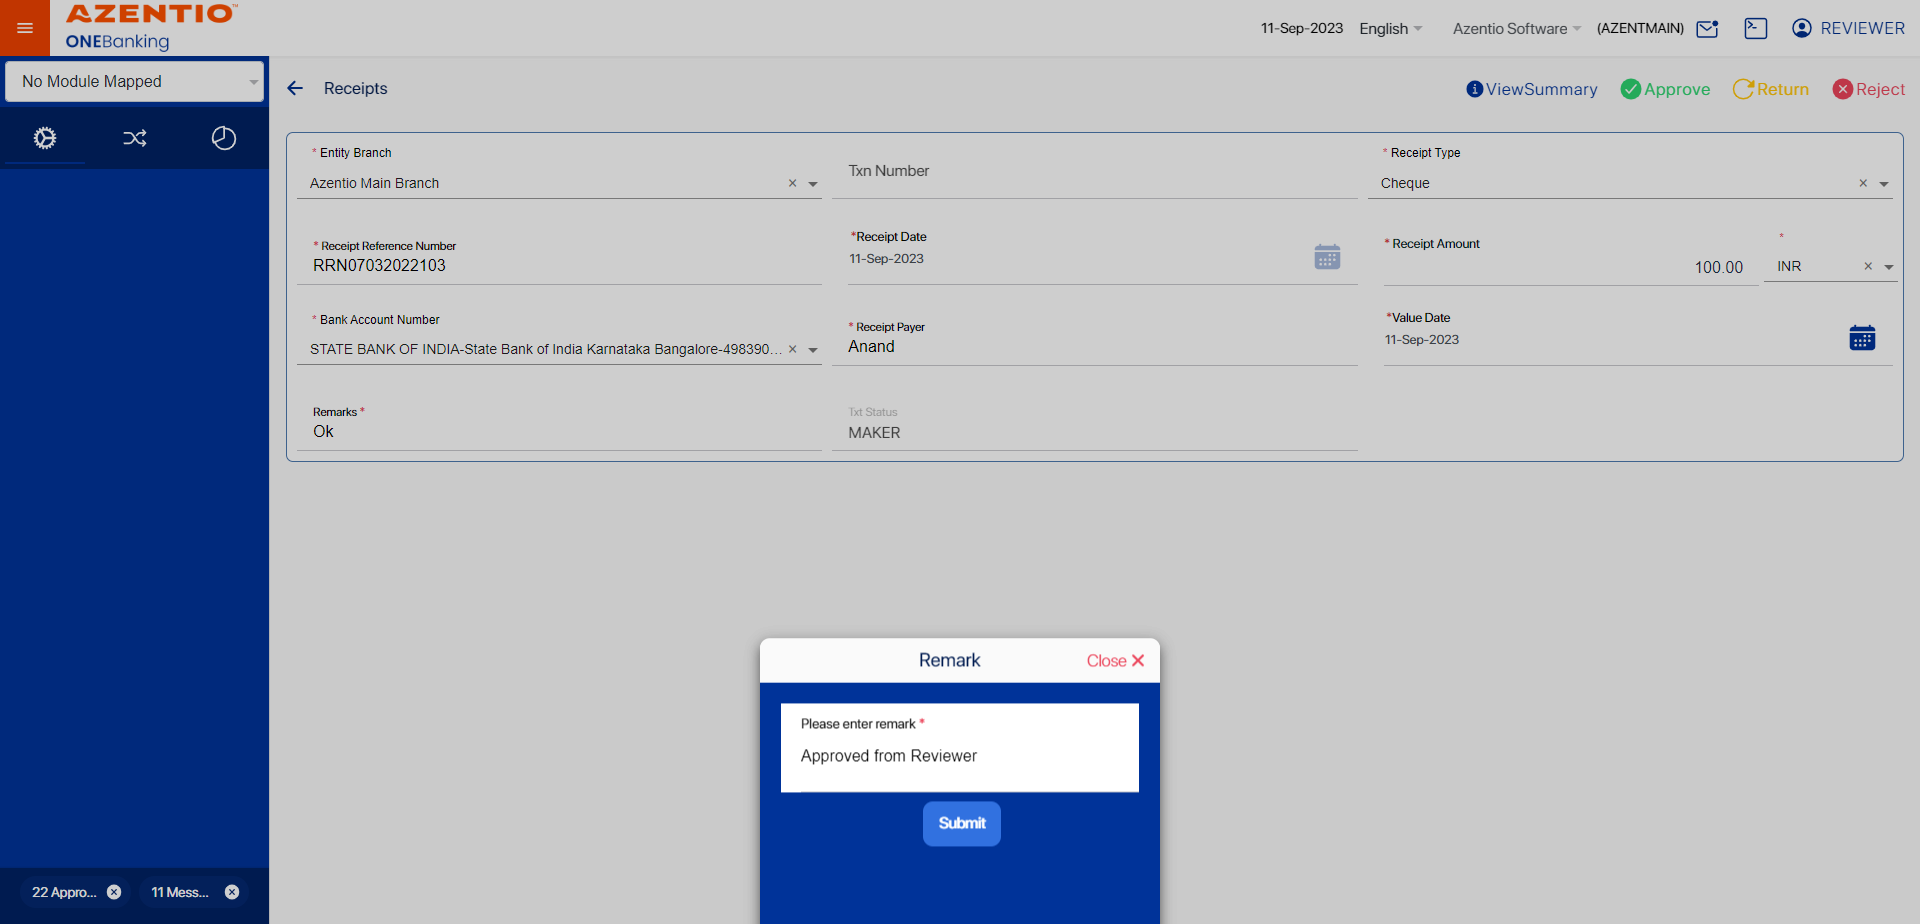 AZENTIO™
ONEBanking
11-Sep-2023 English Azentio Software (AZENTMAIN) REVIEWER
No Module Mapped
Receipts
ViewSummary Approve Return Reject
* Entity Branch
Azentio Main Branch
Txn Number
* Receipt Type
Cheque
* Receipt Reference Number
RRN07032022103
*Receipt Date
11-Sep-2023
* Receipt Amount
100.00
*
INR
* Bank Account Number
STATE BANK OF INDIA-State Bank of India Karnataka Bangalore-498390...
* Receipt Payer
Anand
*Value Date
11-Sep-2023
Remarks *
Ok
Txt Status
MAKER
Remark
Close
Please enter remark *
Approved from Reviewer
Submit
22 Appro...
11 Mess...